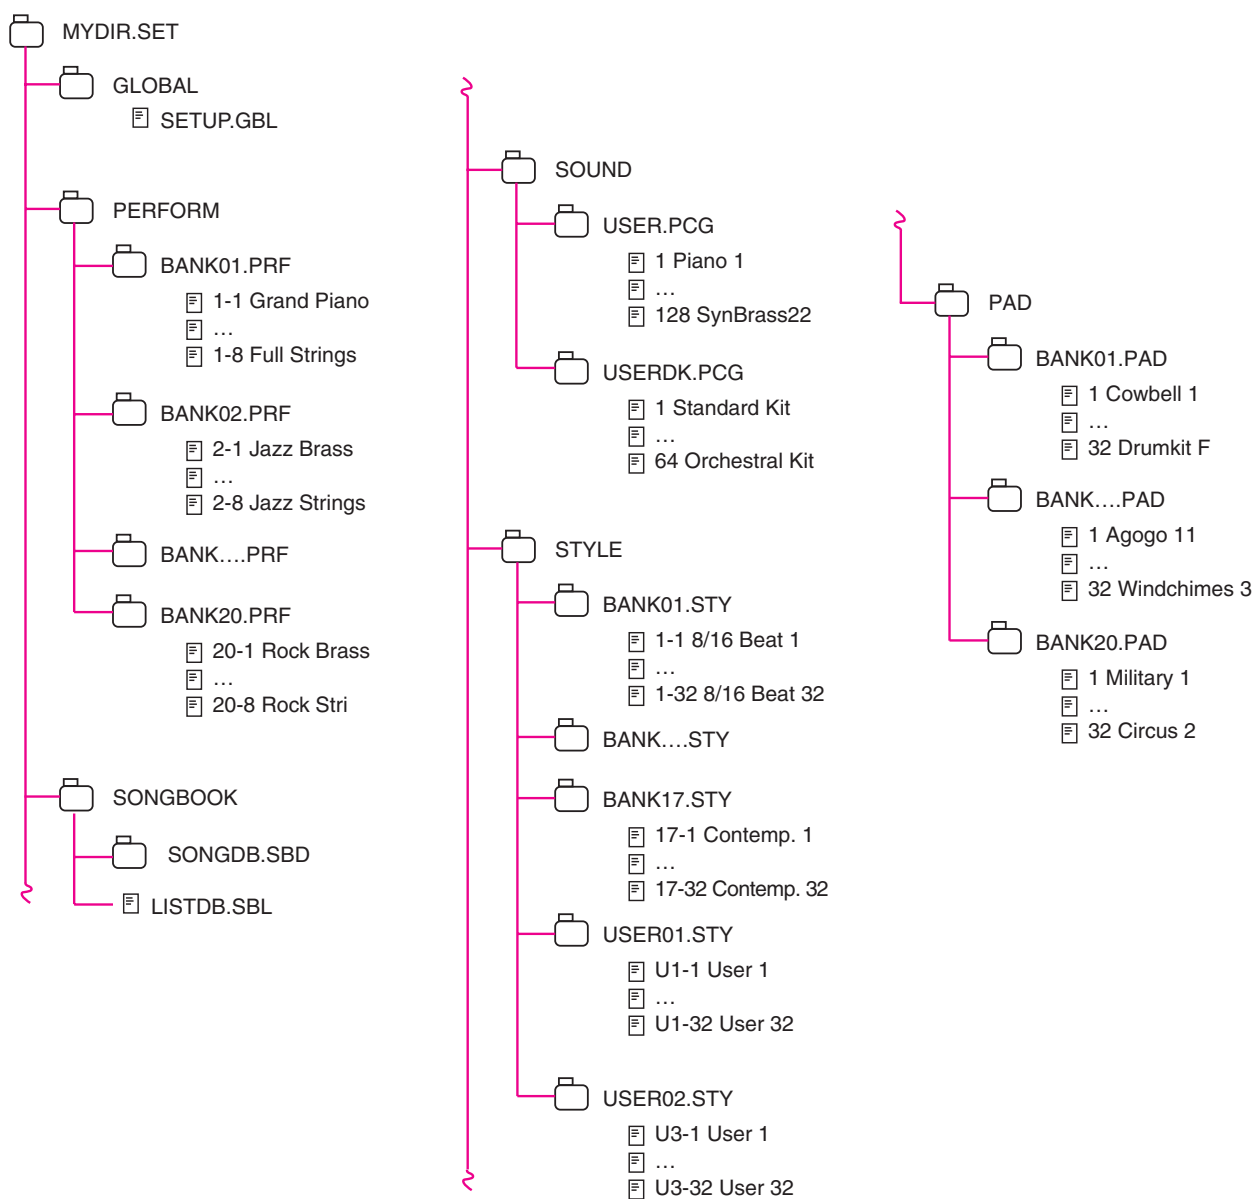 MYDIR.SET
GLOBAL
SETUP.GBL
PERFORM
BANK01.PRF
1-1 Grand Piano
…
1-8 Full Strings
BANK02.PRF
2-1 Jazz Brass
…
2-8 Jazz Strings
BANK….PRF
BANK20.PRF
20-1 Rock Brass
…
20-8 Rock Stri
SONGBOOK
SONGDB.SBD
LISTDB.SBL
SOUND
USER.PCG
1 Piano 1
…
128 SynBrass22
USERDK.PCG
1 Standard Kit
…
64 Orchestral Kit
STYLE
BANK01.STY
1-1 8/16 Beat 1
…
1-32 8/16 Beat 32
BANK….STY
BANK17.STY
17-1 Contemp. 1
…
17-32 Contemp. 32
USER01.STY
U1-1 User 1
…
U1-32 User 32
USER02.STY
U3-1 User 1
…
U3-32 User 32
PAD
BANK01.PAD
1 Cowbell 1
…
32 Drumkit F
BANK….PAD
1 Agogo 11
…
32 Windchimes 3
BANK20.PAD
1 Military 1
…
32 Circus 2